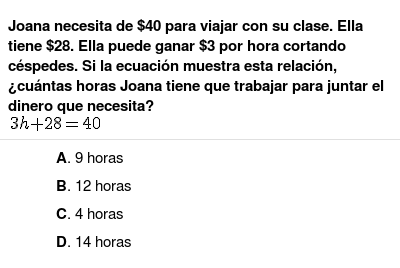 Joana necesita de $40 para viajar con su clase. Ella
tiene $28. Ella puede ganar $3 por hora cortando
céspedes. Si la ecuación muestra esta relación,
¿cuántas horas Joana tiene que trabajar para juntar el
dinero que necesita?
3h+28=40
A. 9 horas
B. 12 horas
C. 4 horas
D. 14 horas